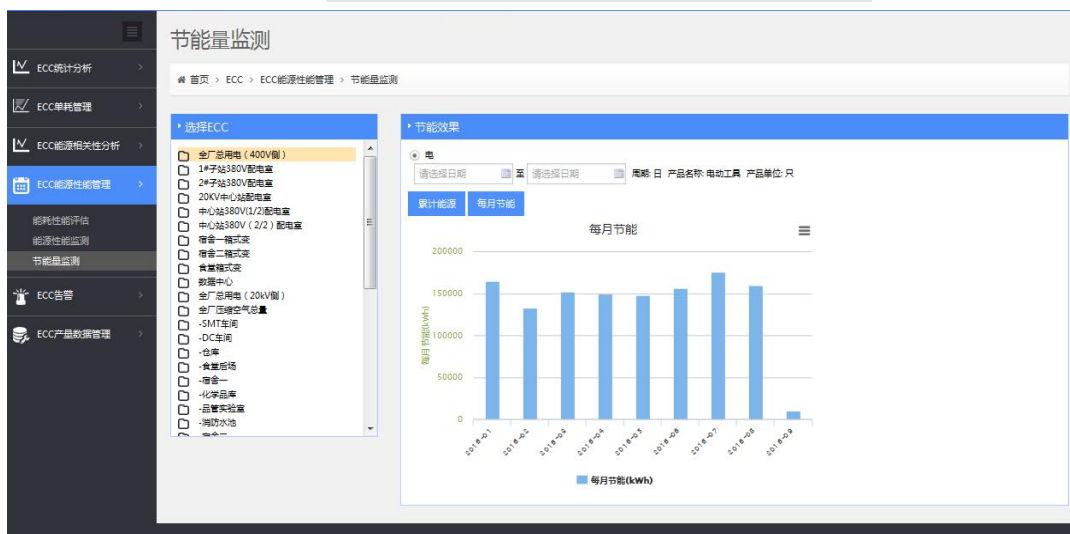 节能量监测
ECC统计分析
ECC单耗管理
ECC能源相关性分析
ECC能源性能管理
能耗性能评估
能源性能监测
节能量监测
ECC告警
ECC产量数据管理
首页 > ECC > ECC能源性能管理 > 节能量监测
选择ECC
全厂总用电（400V侧）
1#子站380V配电室
2#子站380V配电室
20KV中心站配电室
中心站380V(1/2)配电室
中心站380V（2/2）配电室
宿舍一箱式变
宿舍二箱式变
食堂箱式变
数据中心
全厂总用电（20kV侧）
全厂压缩空气总量
-SMT车间
-DC车间
-仓库
-食堂后场
-宿舍一
-化学品库
-品管实验室
-消防水池
节能效果
电
请选择日期 至 请选择日期 周期: 日 产品名称: 电动工具 产品单位: 只
累计能源 每月节能
每月节能
每月节能(kWh)
200000
150000
100000
50000
0
2016-01 2016-02 2016-03 2016-04 2016-05 2016-06 2016-07 2016-08 2016-09
每月节能(kWh)